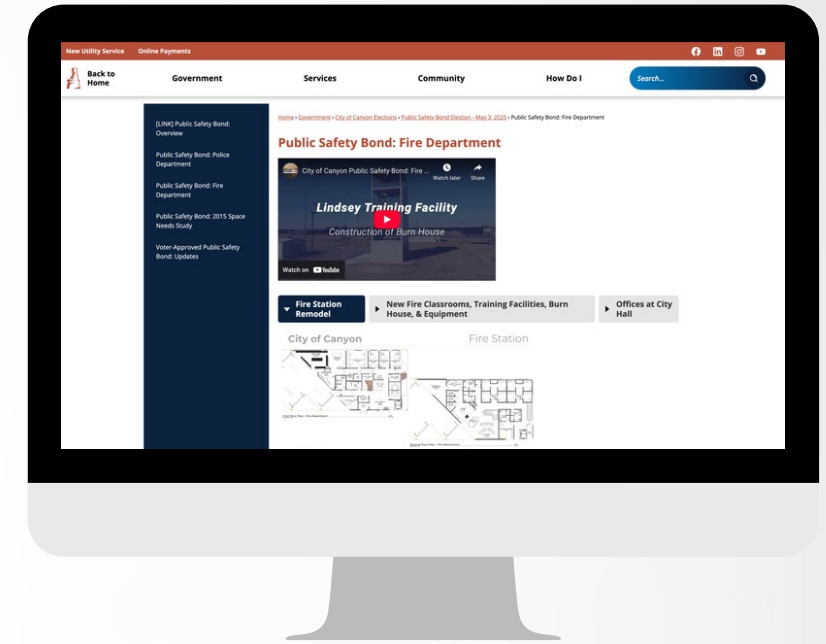 New Utility Service Online Payments
Back to
Home
Government Services Community How Do I
Search...
[LINK] Public Safety Bond:
Overview
Public Safety Bond: Police
Department
Public Safety Bond: Fire
Department
Public Safety Bond: 2015 Space
Needs Study
Voter-Approved Public Safety
Bond: Updates
Home › Government › City of Canyon Elections › Public Safety Bond Election - May 3, 2025 › Public Safety Bond: Fire Department
Public Safety Bond: Fire Department
City of Canyon Public Safety Bond: Fire ...
Watch later Share
Lindsey Training Facility
Construction of Burn House
Watch on YouTube
Fire Station
Remodel
New Fire Classrooms, Training Facilities, Burn
House, & Equipment
Offices at City
Hall
City of Canyon Fire Station